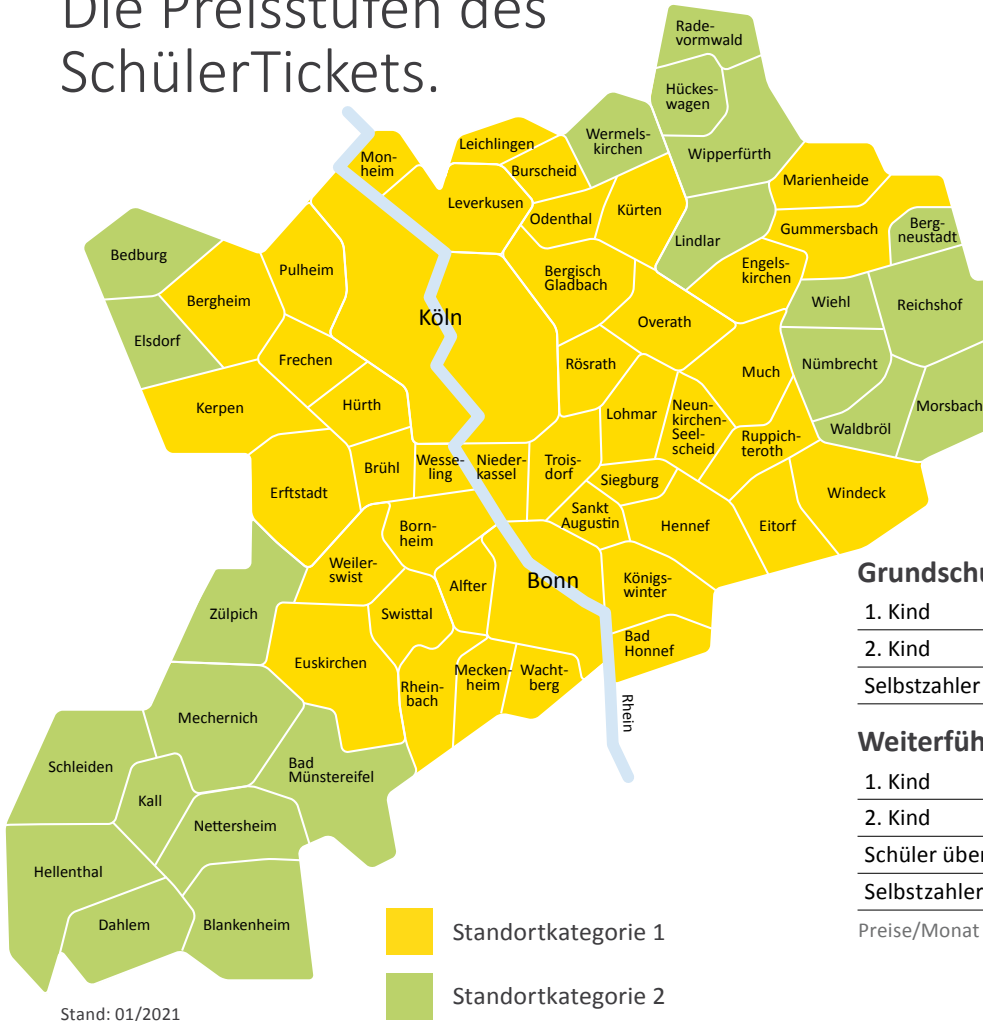 Die Preisstufen des
SchülerTickets.
Rade-
vormwald
Hückes-
wagen
Wermels-
kirchen
Wipperfürth
Leichlingen
Mon-
heim
Burscheid
Marienheide
Leverkusen
Odenthal
Kürten
Gummersbach
Berg-
neustadt
Lindlar
Bedburg
Pulheim
Bergisch
Gladbach
Engels-
kirchen
Bergheim
Wiehl
Reichshof
Köln
Overath
Elsdorf
Frechen
Rösrath
Much
Nümbrecht
Kerpen
Hürth
Lohmar
Neun-
kirchen-
Seel-
scheid
Morsbach
Waldbröl
Ruppich-
teroth
Brühl
Wesse-
ling
Nieder-
kassel
Trois-
dorf
Siegburg
Erftstadt
Windeck
Sankt
Augustin
Hennef
Eitorf
Born-
heim
Weiler-
swist
Alfter
Bonn
Königs-
winter
Zülpich
Swisttal
Bad
Honnef
Euskirchen
Rhein-
bach
Mecken-
heim
Wacht-
berg
Rhein
Mechernich
Schleiden
Bad
Münstereifel
Kall
Nettersheim
Hellenthal
Dahlem
Blankenheim
Grundschu
1. Kind
2. Kind
Selbstzahler
Weiterfüh
1. Kind
2. Kind
Schüler über
Selbstzahler
Preise/Monat
Standortkategorie 1
Standortkategorie 2
Stand: 01/2021